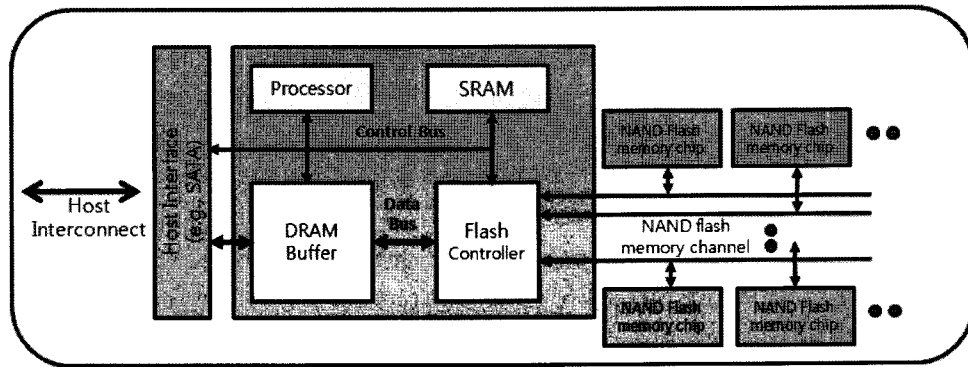 Processor
SRAM
Control Bus
Host Interface
(e.g., SATA)
Host
Interconnect
DRAM
Buffer
Data
Bus
Flash
Controller
NAND Flash
memory chip
NAND Flash
memory chip
NAND flash
memory channel
NAND Flash
memory chip
NAND Flash
memory chip